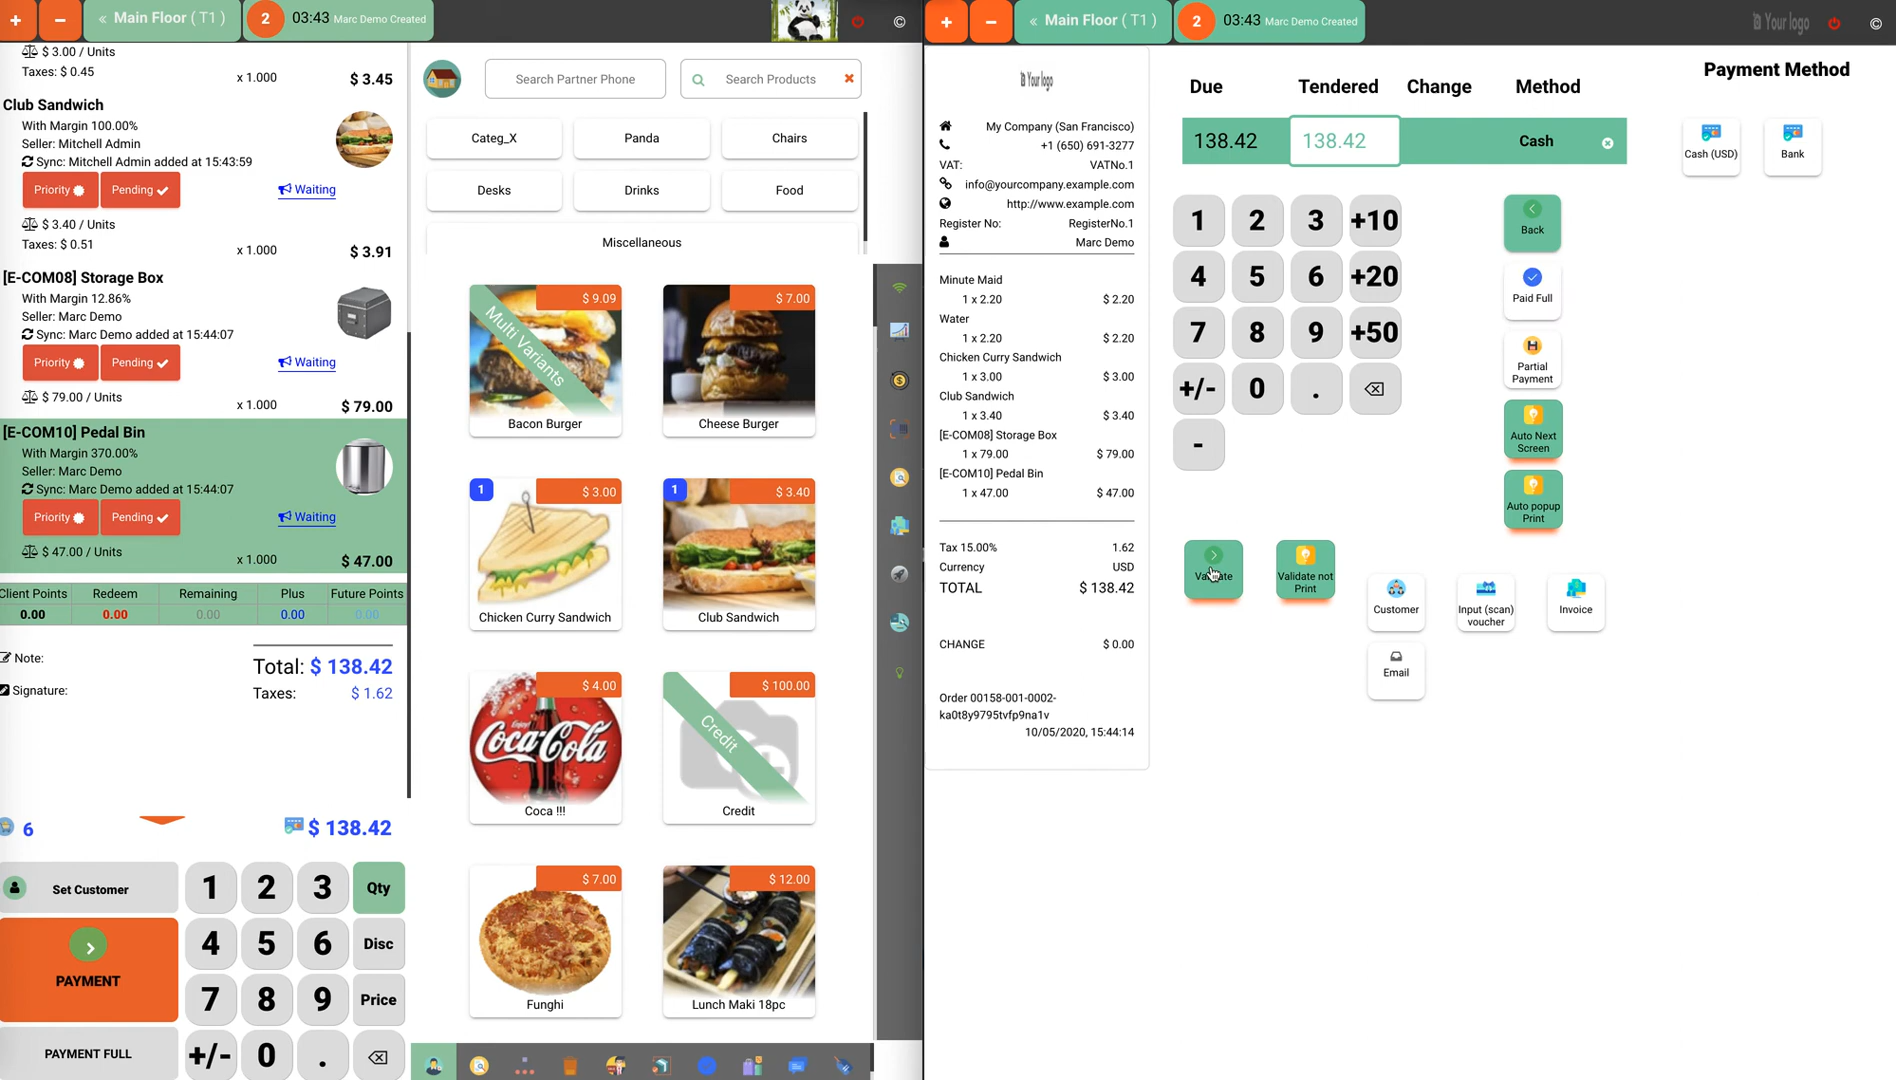 +
−
« Main Floor ( T1 )
2
03:43 Marc Demo Created
©
$ 3.00 / Units
Taxes: $ 0.45
x 1.000
$ 3.45
Club Sandwich
With Margin 100.00%
Seller: Mitchell Admin
Sync: Mitchell Admin added at 15:43:59
Priority
Pending
Waiting
$ 3.40 / Units
Taxes: $ 0.51
x 1.000
$ 3.91
[E-COM08] Storage Box
With Margin 12.86%
Seller: Marc Demo
Sync: Marc Demo added at 15:44:07
Priority
Pending
Waiting
$ 79.00 / Units
x 1.000
$ 79.00
[E-COM10] Pedal Bin
With Margin 370.00%
Seller: Marc Demo
Sync: Marc Demo added at 15:44:07
Priority
Pending
Waiting
$ 47.00 / Units
x 1.000
$ 47.00
Client Points Redeem Remaining Plus Future Points
0.00 0.00 0.00 0.00 0.00
Note:
Total: $ 138.42
Signature:
Taxes: $ 1.62
6
$ 138.42
Set Customer
1 2 3 Qty
PAYMENT
4 5 6 Disc
7 8 9 Price
PAYMENT FULL
+/- 0 .
Search Partner Phone
Search Products
Categ_X
Panda
Chairs
Desks
Drinks
Food
Miscellaneous
$ 9.09
Multi Variants
Bacon Burger
$ 7.00
Cheese Burger
1
$ 3.00
Chicken Curry Sandwich
1
$ 3.40
Club Sandwich
$ 4.00
Enjoy
Coca-Cola
Coca !!!
$ 100.00
Credit
Credit
$ 7.00
Funghi
$ 12.00
Lunch Maki 18pc
+
−
« Main Floor ( T1 )
2
03:43 Marc Demo Created
Your logo
©
Your logo
My Company (San Francisco)
+1 (650) 691-3277
VAT: VATNo.1
info@yourcompany.example.com
http://www.example.com
Register No: RegisterNo.1
Marc Demo
Minute Maid
1 x 2.20 $ 2.20
Water
1 x 2.20 $ 2.20
Chicken Curry Sandwich
1 x 3.00 $ 3.00
Club Sandwich
1 x 3.40 $ 3.40
[E-COM08] Storage Box
1 x 79.00 $ 79.00
[E-COM10] Pedal Bin
1 x 47.00 $ 47.00
Tax 15.00% 1.62
Currency USD
TOTAL $ 138.42
CHANGE $ 0.00
Order 00158-001-0002-
ka0t8y9795tvfp9na1v
10/05/2020, 15:44:14
Due Tendered Change Method
138.42 138.42 Cash
1 2 3 +10
4 5 6 +20
7 8 9 +50
+/- 0 .
-
Back
Paid Full
Partial
Payment
Auto Next
Screen
Auto popup
Print
Validate
Validate not
Print
Customer
Input (scan)
voucher
Invoice
Email
Payment Method
Cash (USD)
Bank